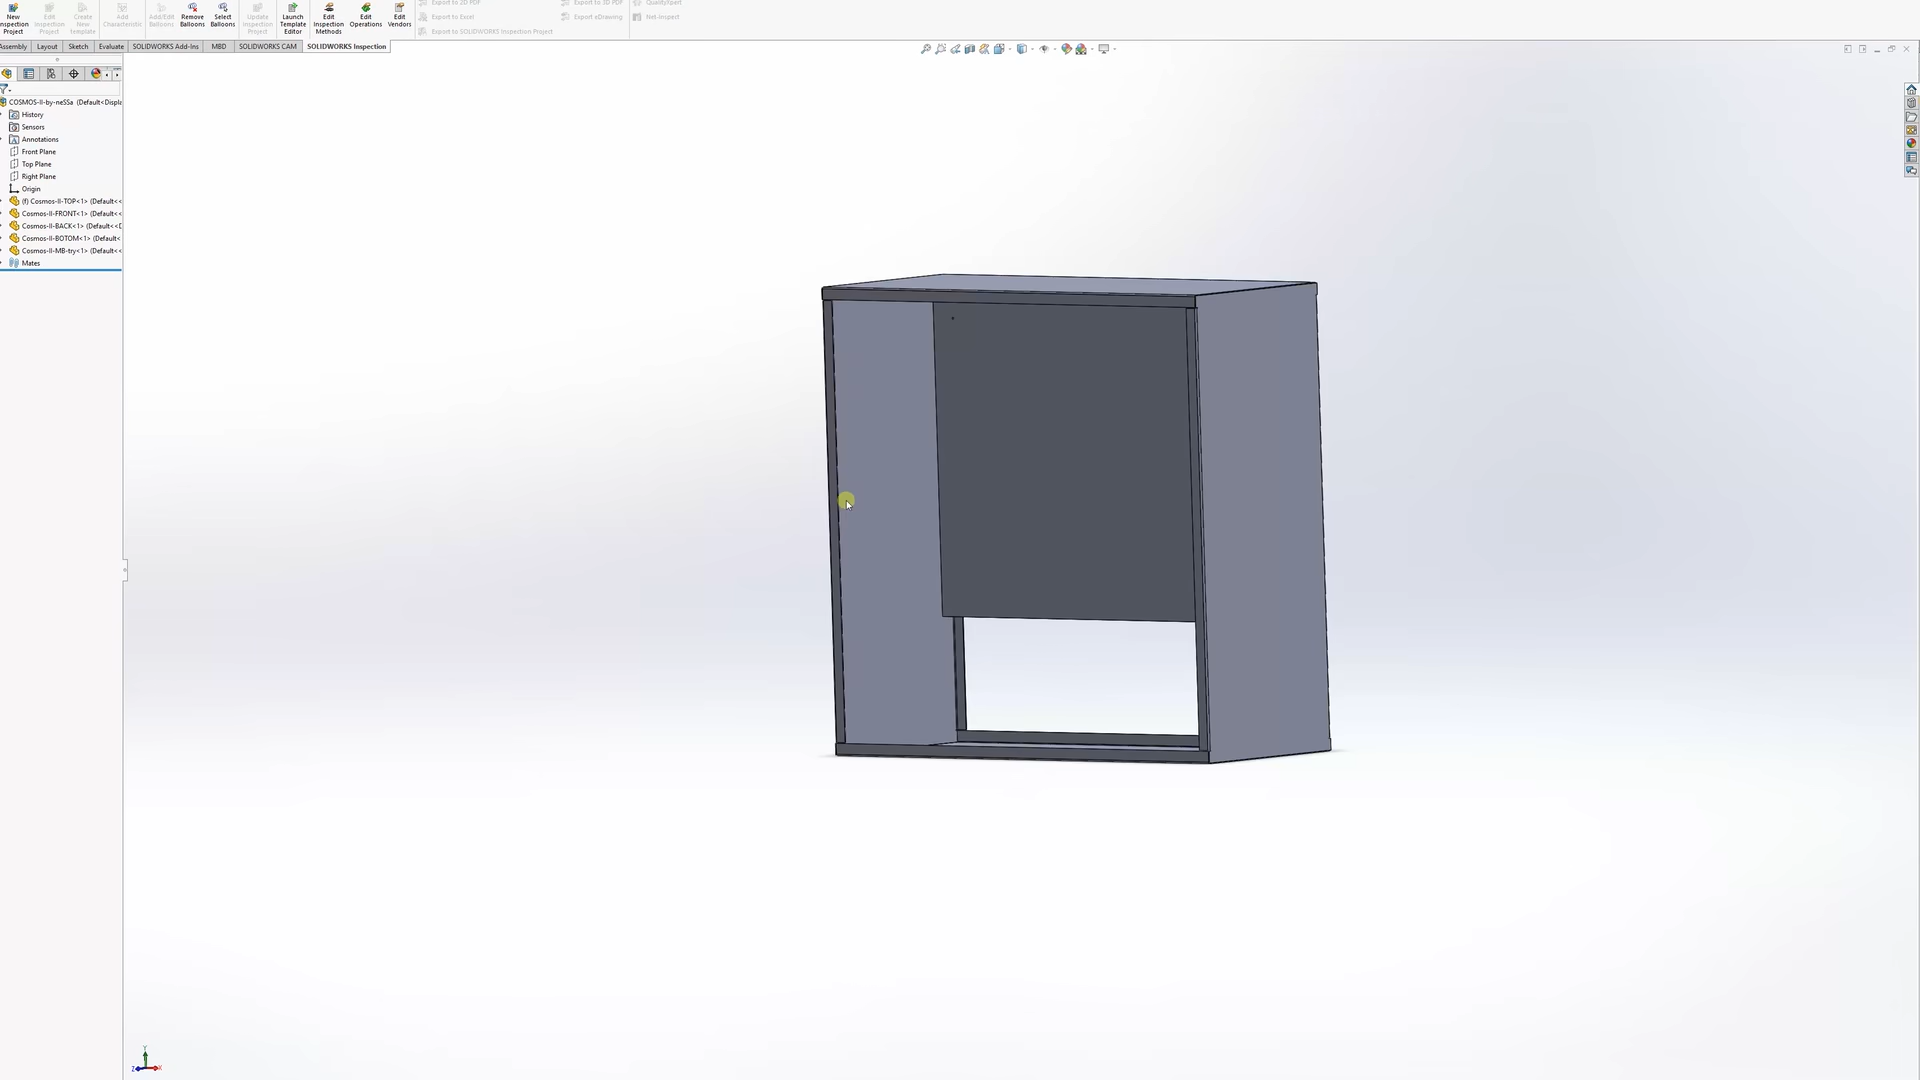 New Inspection Project
Edit Inspection Project
Create New Template
Add Characteristic
Add/Edit Balloons
Remove Balloons
Select Balloons
Update Inspection Project
Launch Template Editor
Edit Inspection Methods
Edit Operations
Edit Vendors
Export to 2D PDF
Export to Excel
Export to SOLIDWORKS Inspection Project
Export to 3D PDF
Export eDrawing
QualityXpert
Net-Inspect
Assembly Layout Sketch Evaluate SOLIDWORKS Add-Ins MBD SOLIDWORKS CAM SOLIDWORKS Inspection
COSMOS-II-by-neSSa (Default<Displa
History
Sensors
Annotations
Front Plane
Top Plane
Right Plane
Origin
(f) Cosmos-II-TOP<1> (Default<<
Cosmos-II-FRONT<1> (Default<<
Cosmos-II-BACK<1> (Default<<D
Cosmos-II-BOTOM<1> (Default<
Cosmos-II-MB-try<1> (Default<<
Mates
Y
Z
X